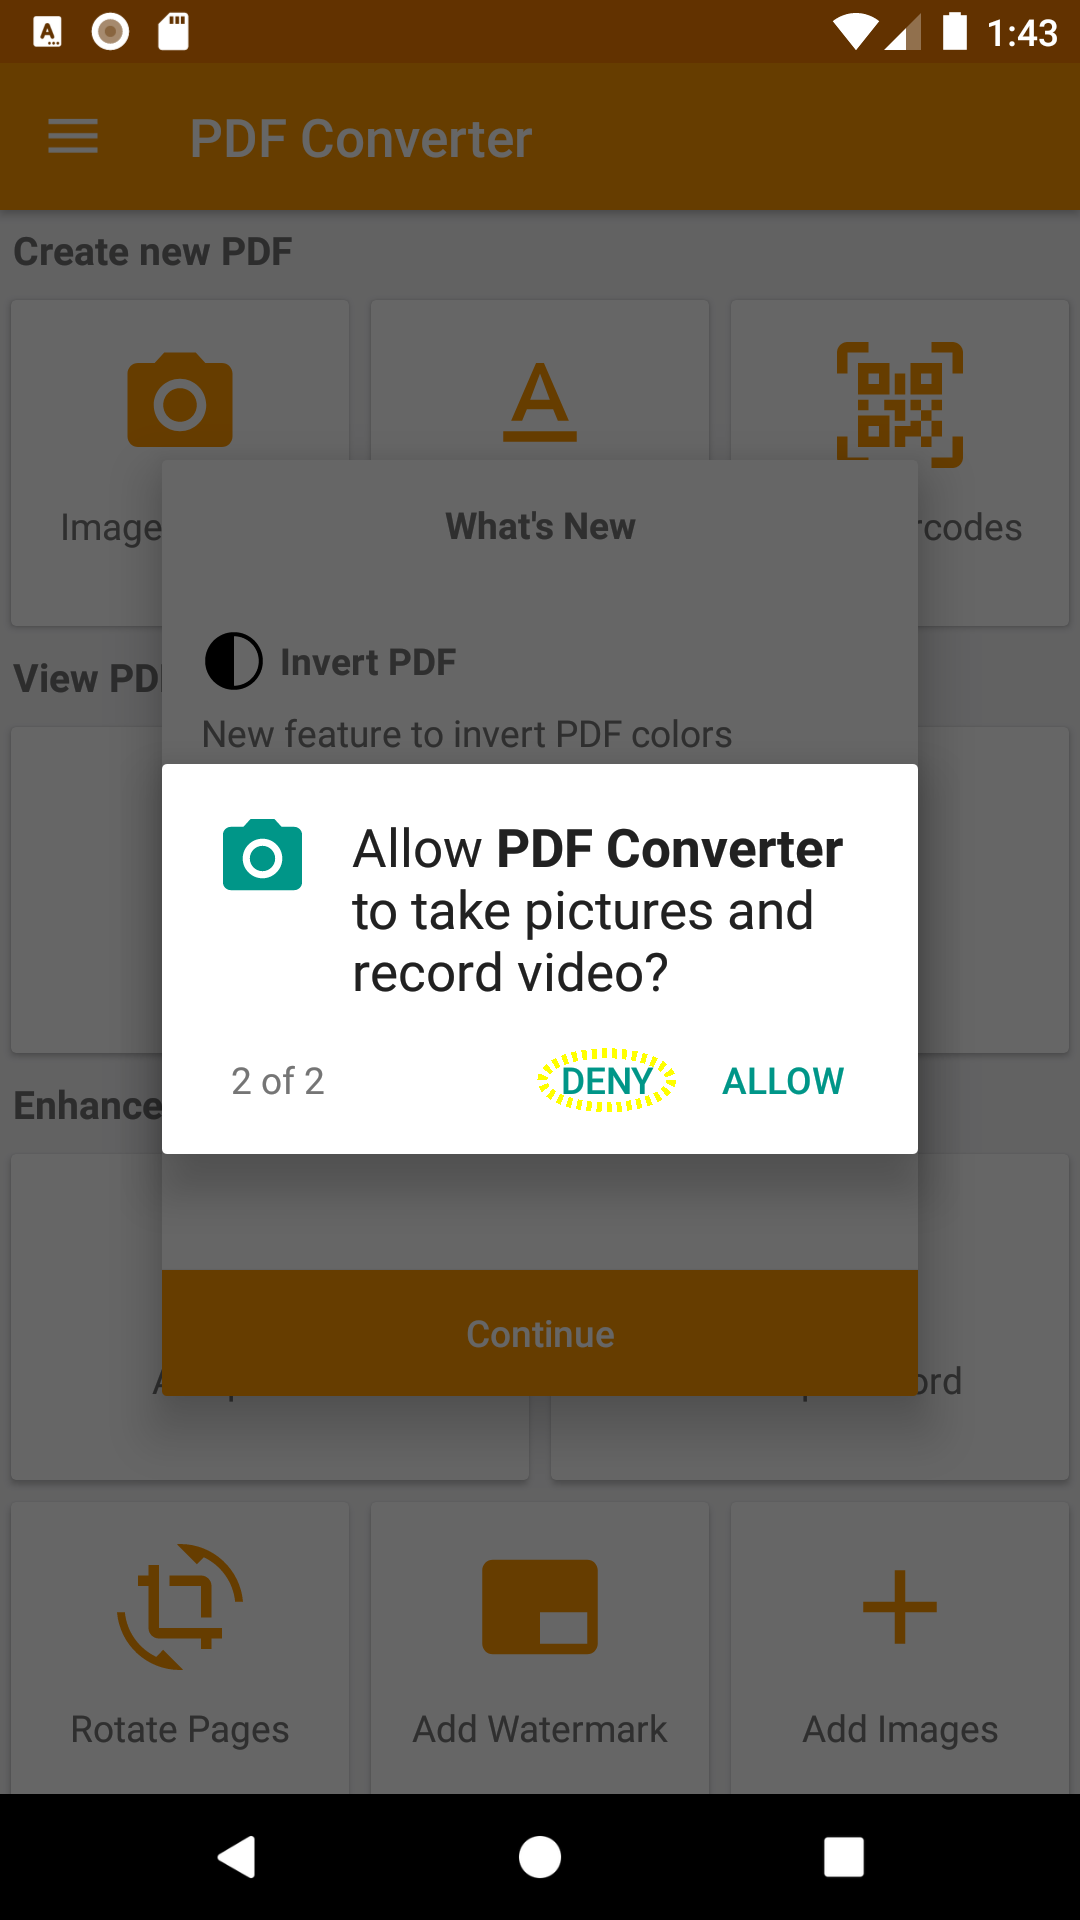 1:43
PDF Converter
Create new PDF
Image
rcodes
What's New
View PD
Invert PDF
New feature to invert PDF colors
Allow PDF Converter
to take pictures and
record video?
2 of 2
DENY
ALLOW
Enhance
Continue
Rotate Pages
Add Watermark
Add Images